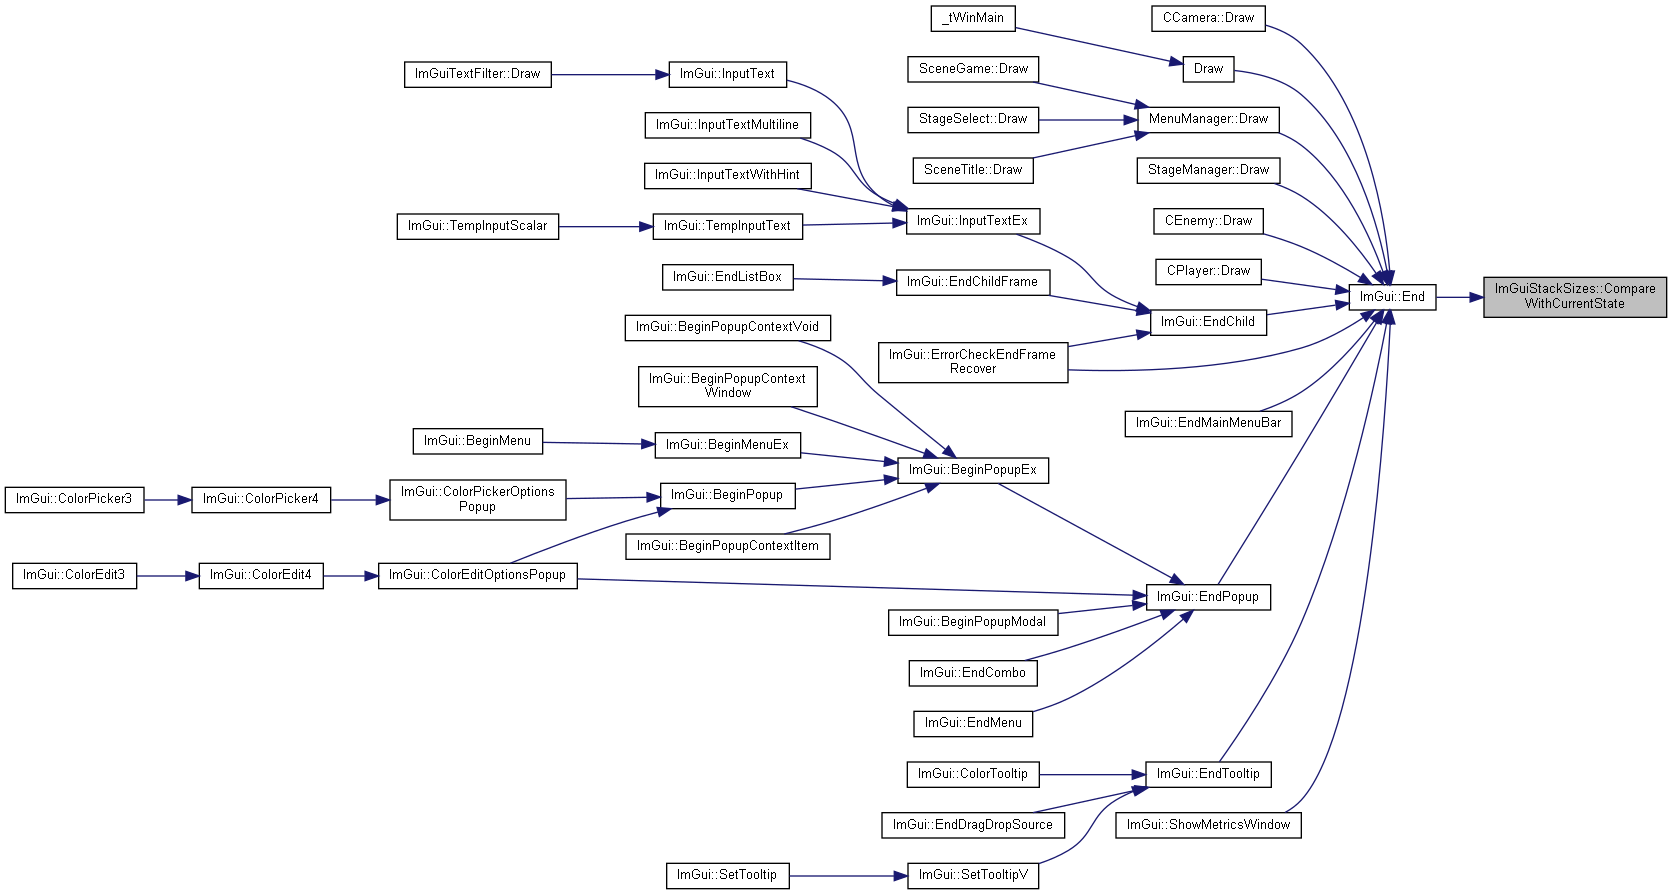 _tWinMain
CCamera::Draw
ImGuiTextFilter::Draw
ImGui::InputText
SceneGame::Draw
Draw
ImGui::InputTextMultiline
StageSelect::Draw
MenuManager::Draw
ImGui::InputTextWithHint
SceneTitle::Draw
StageManager::Draw
ImGui::TempInputScalar
ImGui::TempInputText
ImGui::InputTextEx
CEnemy::Draw
ImGui::EndListBox
ImGui::EndChildFrame
CPlayer::Draw
ImGui::End
ImGuiStackSizes::Compare
WithCurrentState
ImGui::BeginPopupContextVoid
ImGui::EndChild
ImGui::ErrorCheckEndFrame
Recover
ImGui::BeginPopupContext
Window
ImGui::EndMainMenuBar
ImGui::BeginMenu
ImGui::BeginMenuEx
ImGui::BeginPopupEx
ImGui::ColorPicker3
ImGui::ColorPicker4
ImGui::ColorPickerOptions
Popup
ImGui::BeginPopup
ImGui::BeginPopupContextItem
ImGui::ColorEdit3
ImGui::ColorEdit4
ImGui::ColorEditOptionsPopup
ImGui::EndPopup
ImGui::BeginPopupModal
ImGui::EndCombo
ImGui::EndMenu
ImGui::ColorTooltip
ImGui::EndTooltip
ImGui::EndDragDropSource
ImGui::ShowMetricsWindow
ImGui::SetTooltip
ImGui::SetTooltipV